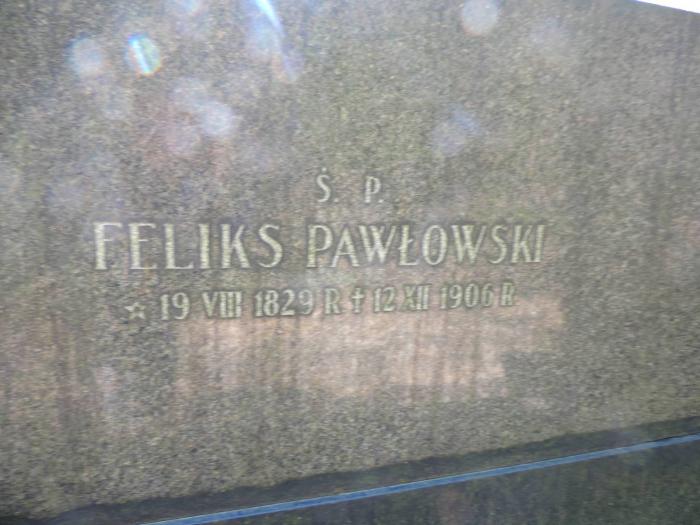 Ś. P.
FELIKS PAWŁOWSKI
☆ 19 VIII 1829 R ✝ 12 XII 1906 R